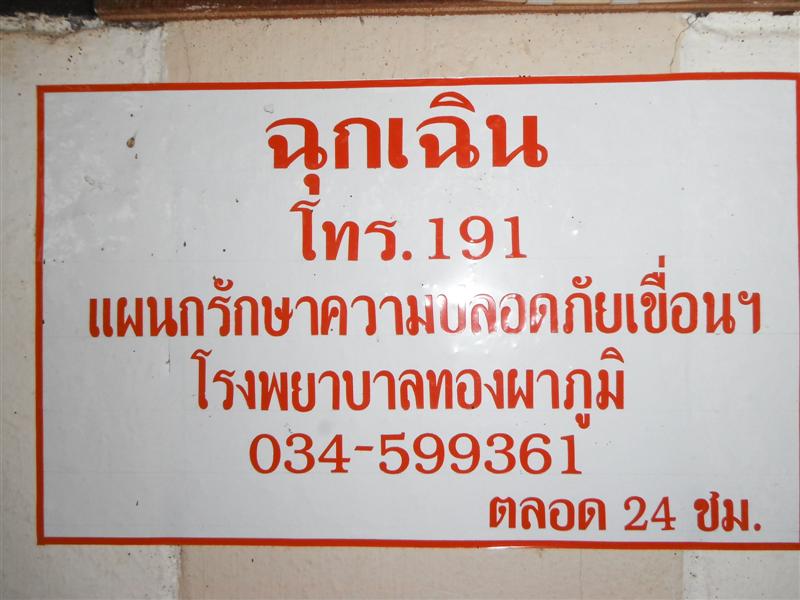 ฉุกเฉิน
โทร.191
แผนกรักษาความปลอดภัยเขื่อนฯ
โรงพยาบาลทองผาภูมิ
034-599361
ตลอด 24 ชม.